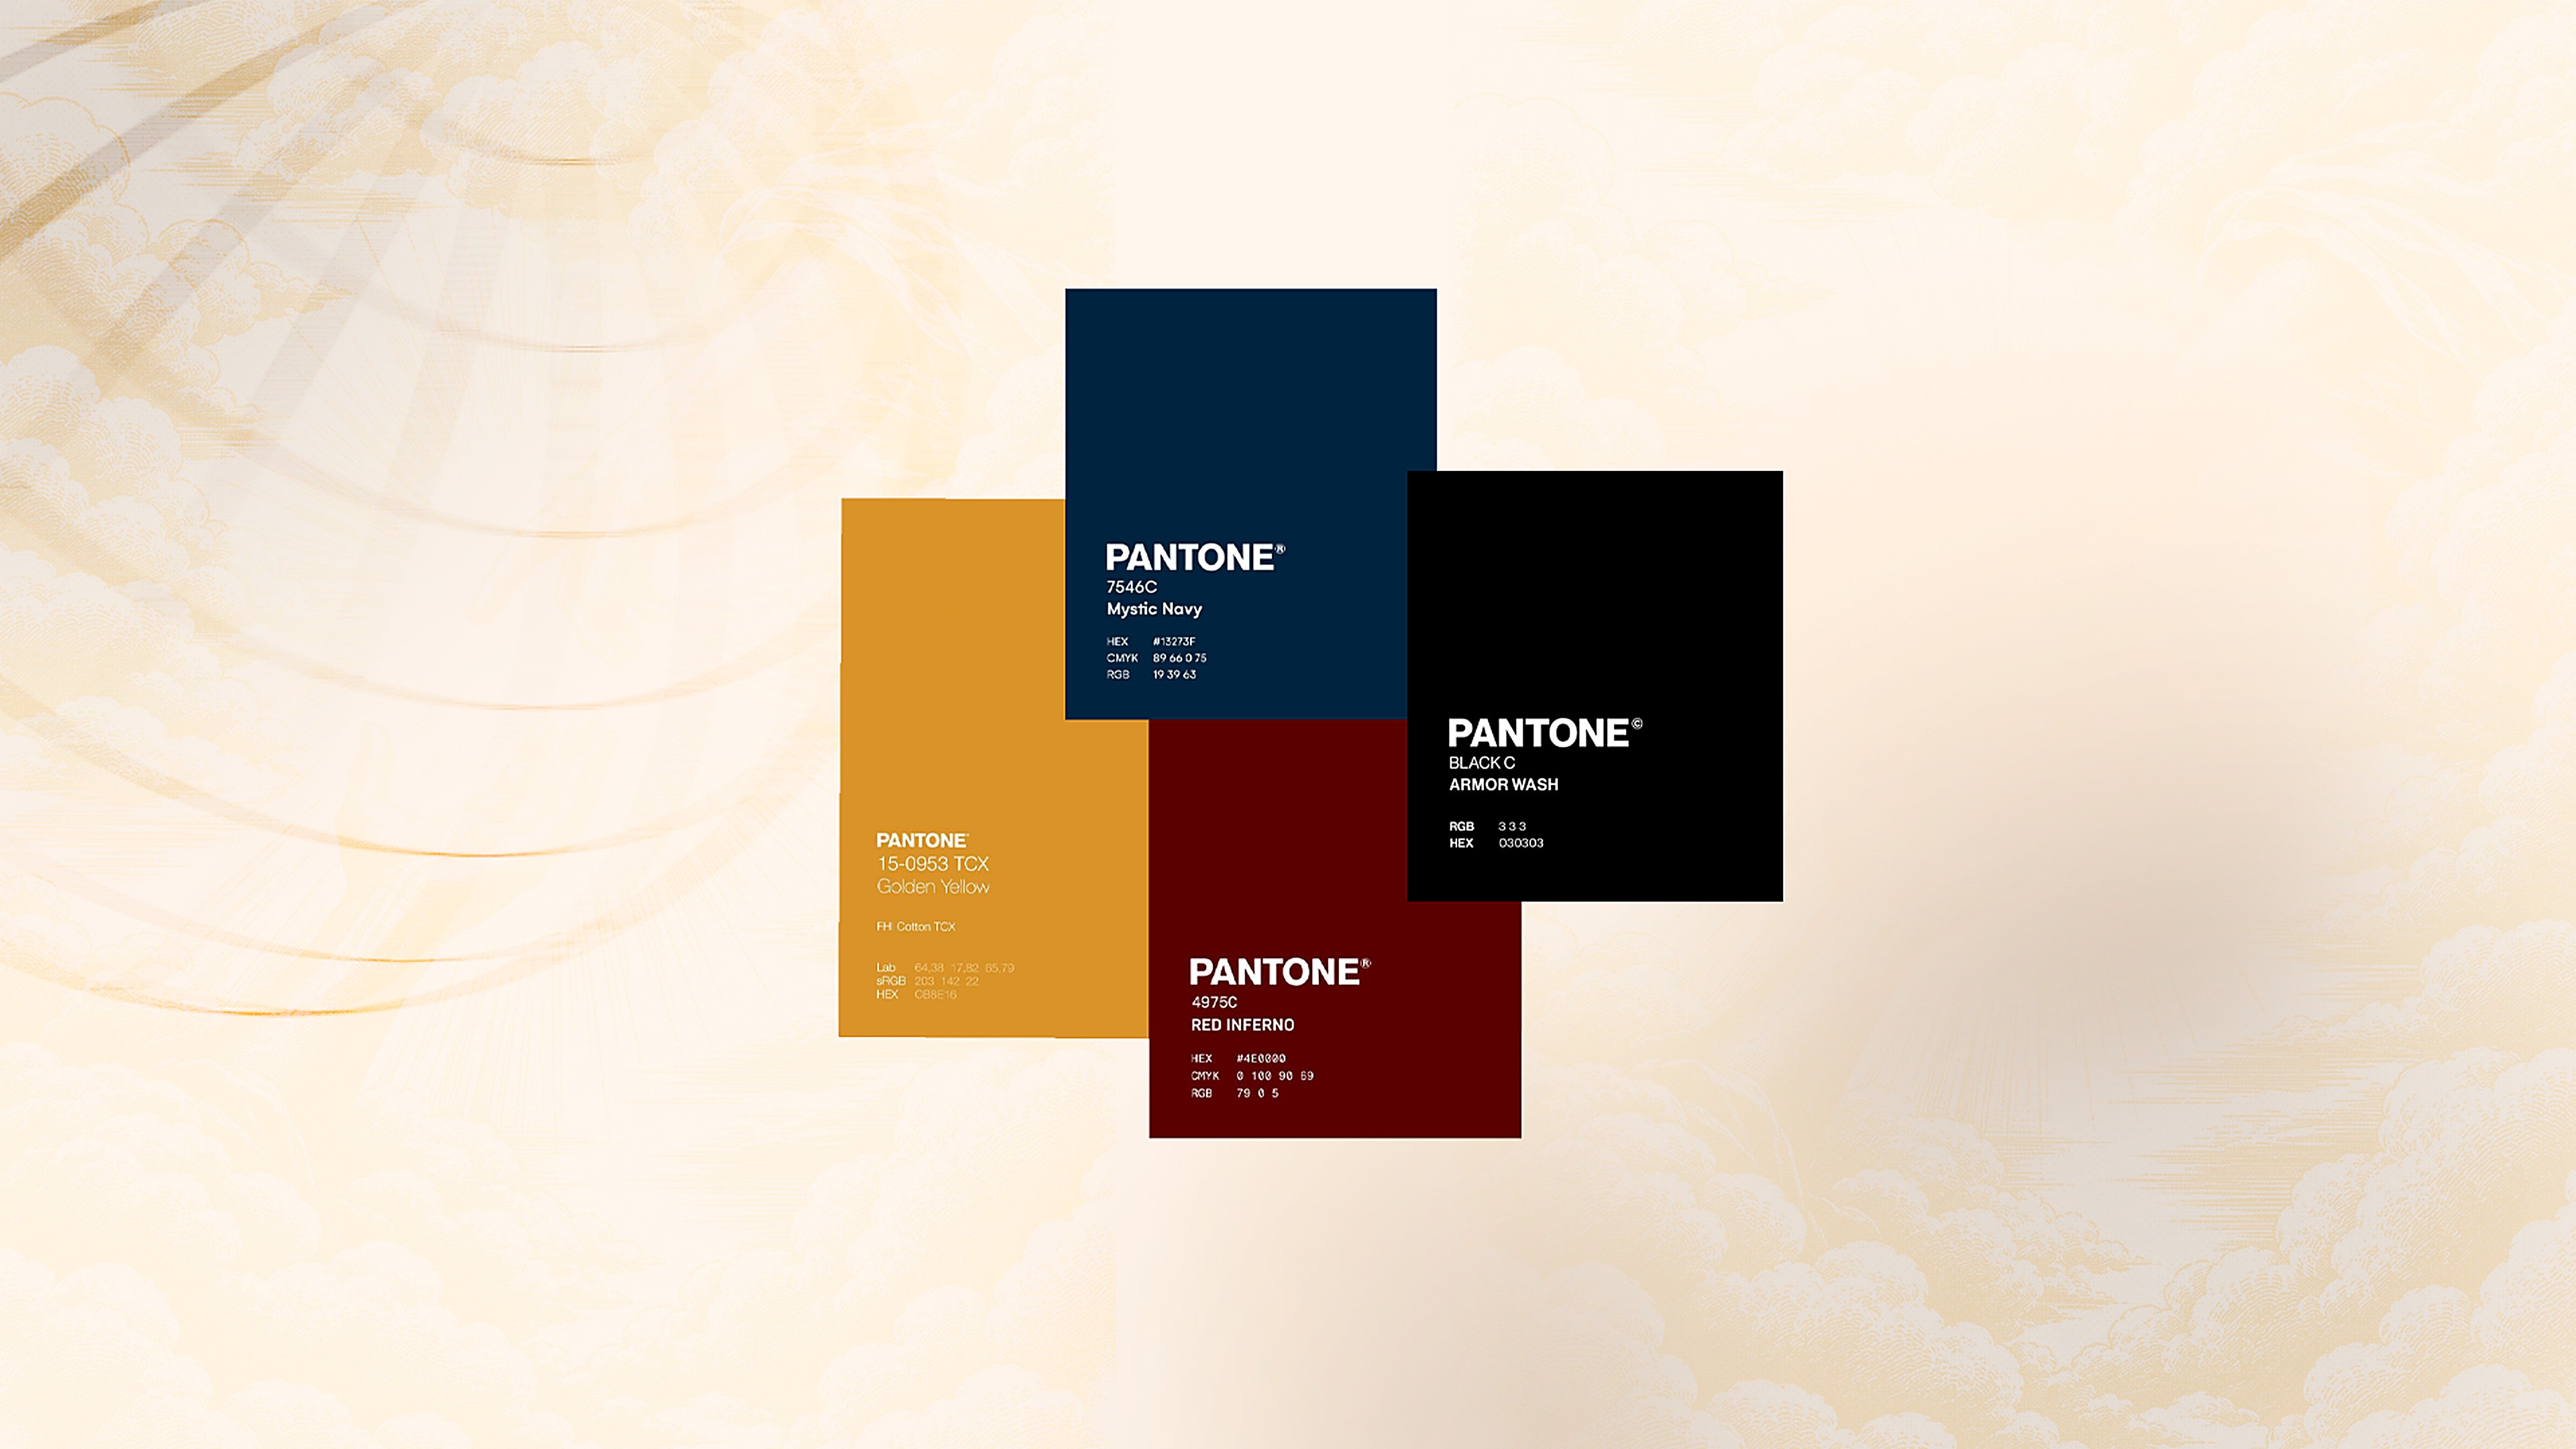 PANTONE®
7546C
Mystic Navy
HEX #13273F
CMYK 89 66 0 75
RGB 19 39 63
PANTONE©
BLACK C
ARMOR WASH
RGB 3 3 3
HEX 030303
PANTONE
15-0953 TCX
Golden Yellow
FHI Cotton TCX
Lab 64,38 17,82 65,79
sRGB 203 142 22
HEX CB8E16
PANTONE®
4975C
RED INFERNO
HEX #4E0000
CMYK 0 100 90 69
RGB 79 0 5